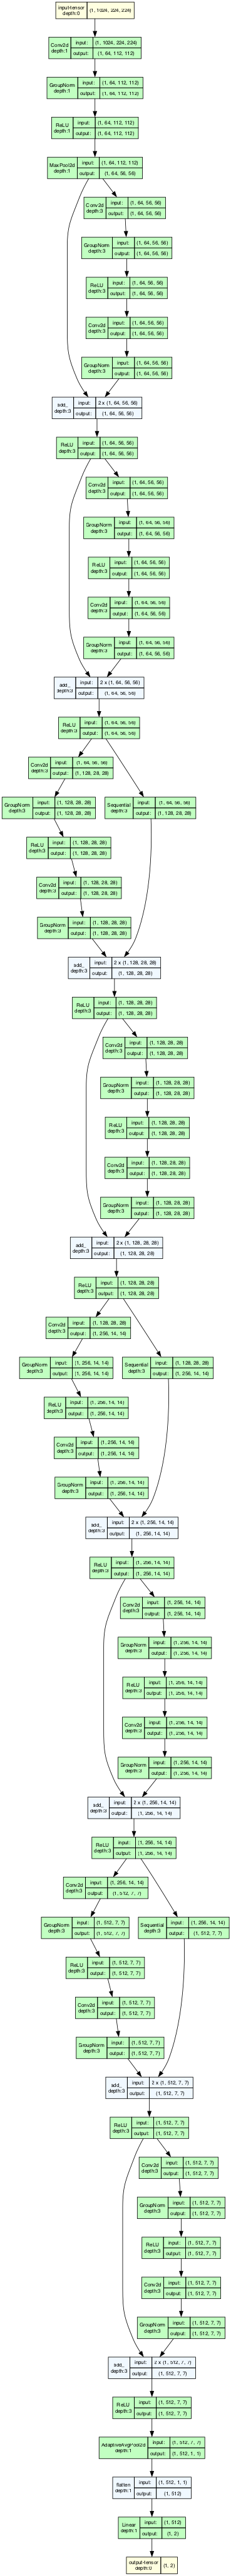 input-tensor
depth:0
(1, 1024, 224, 224)
Conv2d
depth:1
input: (1, 1024, 224, 224)
output: (1, 64, 112, 112)
GroupNorm
depth:1
input: (1, 64, 112, 112)
output: (1, 64, 112, 112)
ReLU
depth:1
input: (1, 64, 112, 112)
output: (1, 64, 112, 112)
MaxPool2d
depth:1
input: (1, 64, 112, 112)
output: (1, 64, 56, 56)
Conv2d
depth:3
input: (1, 64, 56, 56)
output: (1, 64, 56, 56)
GroupNorm
depth:3
input: (1, 64, 56, 56)
output: (1, 64, 56, 56)
ReLU
depth:3
input: (1, 64, 56, 56)
output: (1, 64, 56, 56)
Conv2d
depth:3
input: (1, 64, 56, 56)
output: (1, 64, 56, 56)
GroupNorm
depth:3
input: (1, 64, 56, 56)
output: (1, 64, 56, 56)
add_
depth:3
input: 2 x (1, 64, 56, 56)
output: (1, 64, 56, 56)
ReLU
depth:3
input: (1, 64, 56, 56)
output: (1, 64, 56, 56)
Conv2d
depth:3
input: (1, 64, 56, 56)
output: (1, 64, 56, 56)
GroupNorm
depth:3
input: (1, 64, 56, 56)
output: (1, 64, 56, 56)
ReLU
depth:3
input: (1, 64, 56, 56)
output: (1, 64, 56, 56)
Conv2d
depth:3
input: (1, 64, 56, 56)
output: (1, 64, 56, 56)
GroupNorm
depth:3
input: (1, 64, 56, 56)
output: (1, 64, 56, 56)
add_
depth:3
input: 2 x (1, 64, 56, 56)
output: (1, 64, 56, 56)
ReLU
depth:3
input: (1, 64, 56, 56)
output: (1, 64, 56, 56)
Conv2d
depth:3
input: (1, 64, 56, 56)
output: (1, 128, 28, 28)
GroupNorm
depth:3
input: (1, 128, 28, 28)
output: (1, 128, 28, 28)
Sequential
depth:3
input: (1, 64, 56, 56)
output: (1, 128, 28, 28)
ReLU
depth:3
input: (1, 128, 28, 28)
output: (1, 128, 28, 28)
Conv2d
depth:3
input: (1, 128, 28, 28)
output: (1, 128, 28, 28)
GroupNorm
depth:3
input: (1, 128, 28, 28)
output: (1, 128, 28, 28)
add_
depth:3
input: 2 x (1, 128, 28, 28)
output: (1, 128, 28, 28)
ReLU
depth:3
input: (1, 128, 28, 28)
output: (1, 128, 28, 28)
Conv2d
depth:3
input: (1, 128, 28, 28)
output: (1, 128, 28, 28)
GroupNorm
depth:3
input: (1, 128, 28, 28)
output: (1, 128, 28, 28)
ReLU
depth:3
input: (1, 128, 28, 28)
output: (1, 128, 28, 28)
Conv2d
depth:3
input: (1, 128, 28, 28)
output: (1, 128, 28, 28)
GroupNorm
depth:3
input: (1, 128, 28, 28)
output: (1, 128, 28, 28)
add_
depth:3
input: 2 x (1, 128, 28, 28)
output: (1, 128, 28, 28)
ReLU
depth:3
input: (1, 128, 28, 28)
output: (1, 128, 28, 28)
Conv2d
depth:3
input: (1, 128, 28, 28)
output: (1, 256, 14, 14)
GroupNorm
depth:3
input: (1, 256, 14, 14)
output: (1, 256, 14, 14)
Sequential
depth:3
input: (1, 128, 28, 28)
output: (1, 256, 14, 14)
ReLU
depth:3
input: (1, 256, 14, 14)
output: (1, 256, 14, 14)
Conv2d
depth:3
input: (1, 256, 14, 14)
output: (1, 256, 14, 14)
GroupNorm
depth:3
input: (1, 256, 14, 14)
output: (1, 256, 14, 14)
add_
depth:3
input: 2 x (1, 256, 14, 14)
output: (1, 256, 14, 14)
ReLU
depth:3
input: (1, 256, 14, 14)
output: (1, 256, 14, 14)
Conv2d
depth:3
input: (1, 256, 14, 14)
output: (1, 256, 14, 14)
GroupNorm
depth:3
input: (1, 256, 14, 14)
output: (1, 256, 14, 14)
ReLU
depth:3
input: (1, 256, 14, 14)
output: (1, 256, 14, 14)
Conv2d
depth:3
input: (1, 256, 14, 14)
output: (1, 256, 14, 14)
GroupNorm
depth:3
input: (1, 256, 14, 14)
output: (1, 256, 14, 14)
add_
depth:3
input: 2 x (1, 256, 14, 14)
output: (1, 256, 14, 14)
ReLU
depth:3
input: (1, 256, 14, 14)
output: (1, 256, 14, 14)
Conv2d
depth:3
input: (1, 256, 14, 14)
output: (1, 512, 7, 7)
GroupNorm
depth:3
input: (1, 512, 7, 7)
output: (1, 512, 7, 7)
Sequential
depth:3
input: (1, 256, 14, 14)
output: (1, 512, 7, 7)
ReLU
depth:3
input: (1, 512, 7, 7)
output: (1, 512, 7, 7)
Conv2d
depth:3
input: (1, 512, 7, 7)
output: (1, 512, 7, 7)
GroupNorm
depth:3
input: (1, 512, 7, 7)
output: (1, 512, 7, 7)
add_
depth:3
input: 2 x (1, 512, 7, 7)
output: (1, 512, 7, 7)
ReLU
depth:3
input: (1, 512, 7, 7)
output: (1, 512, 7, 7)
Conv2d
depth:3
input: (1, 512, 7, 7)
output: (1, 512, 7, 7)
GroupNorm
depth:3
input: (1, 512, 7, 7)
output: (1, 512, 7, 7)
ReLU
depth:3
input: (1, 512, 7, 7)
output: (1, 512, 7, 7)
Conv2d
depth:3
input: (1, 512, 7, 7)
output: (1, 512, 7, 7)
GroupNorm
depth:3
input: (1, 512, 7, 7)
output: (1, 512, 7, 7)
add_
depth:3
input: 2 x (1, 512, 7, 7)
output: (1, 512, 7, 7)
ReLU
depth:3
input: (1, 512, 7, 7)
output: (1, 512, 7, 7)
AdaptiveAvgPool2d
depth:1
input: (1, 512, 7, 7)
output: (1, 512, 1, 1)
flatten
depth:1
input: (1, 512, 1, 1)
output: (1, 512)
Linear
depth:1
input: (1, 512)
output: (1, 2)
output-tensor
depth:0
(1, 2)